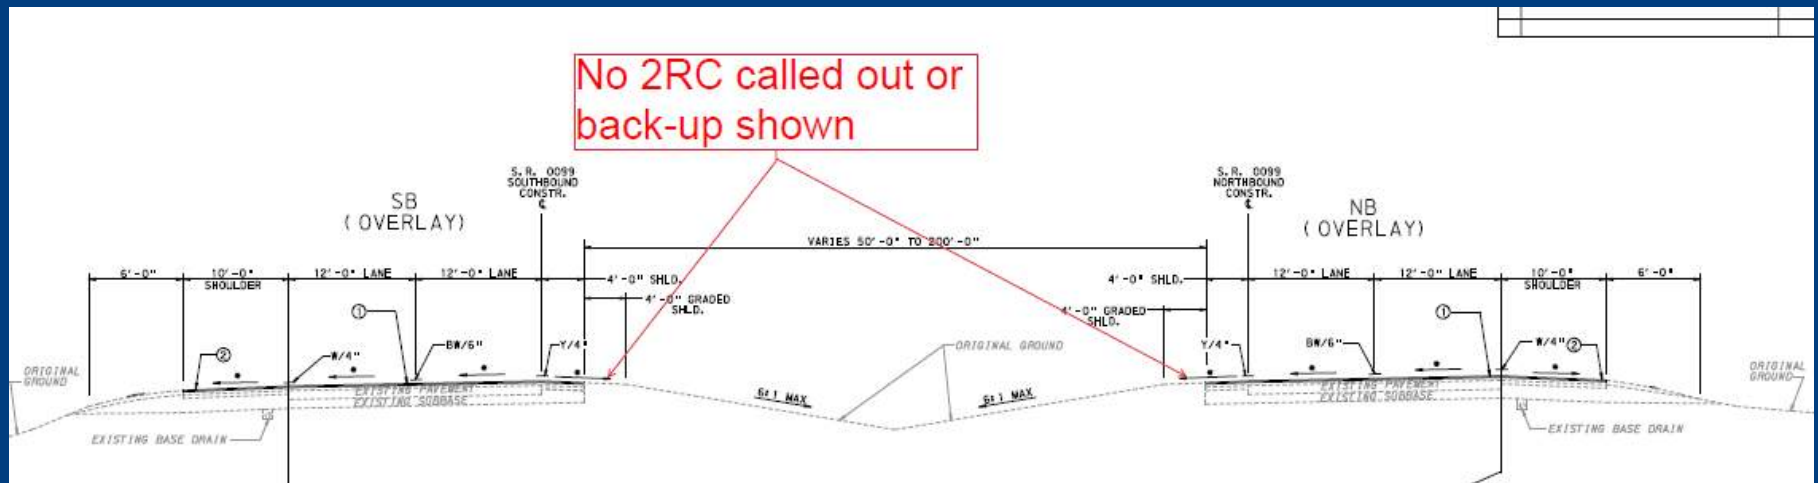 No 2RC called out or
back-up shown
S.R. 0099
SOUTHBOUND
CONSTR.
℄
S.R. 0099
NORTHBOUND
CONSTR.
℄
SB
(OVERLAY)
NB
(OVERLAY)
VARIES 50'-0" TO 200'-0"
6'-0"
10'-0"
SHOULDER
12'-0" LANE
12'-0" LANE
4'-0" SHLD.
4'-0" GRADED
SHLD.
4'-0" SHLD.
4'-0" GRADED
SHLD.
12'-0" LANE
12'-0" LANE
10'-0"
SHOULDER
6'-0"
1
2
W/4"
BW/6"
Y/4"
ORIGINAL GROUND
Y/4"
BW/6"
1
W/4"
2
ORIGINAL
GROUND
ORIGINAL
GROUND
EXISTING PAVEMENT
EXISTING SUBBASE
6:1 MAX
6:1 MAX
EXISTING PAVEMENT
EXISTING SUBBASE
EXISTING BASE DRAIN
EXISTING BASE DRAIN